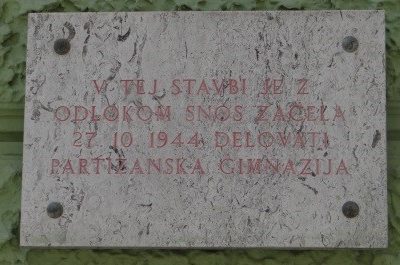 V TEJ STAVBI JE Z
ODLOKOM SNOS ZAČELA
27. 10. 1944 DELOVATI
PARTIZANSKA GIMNAZIJA